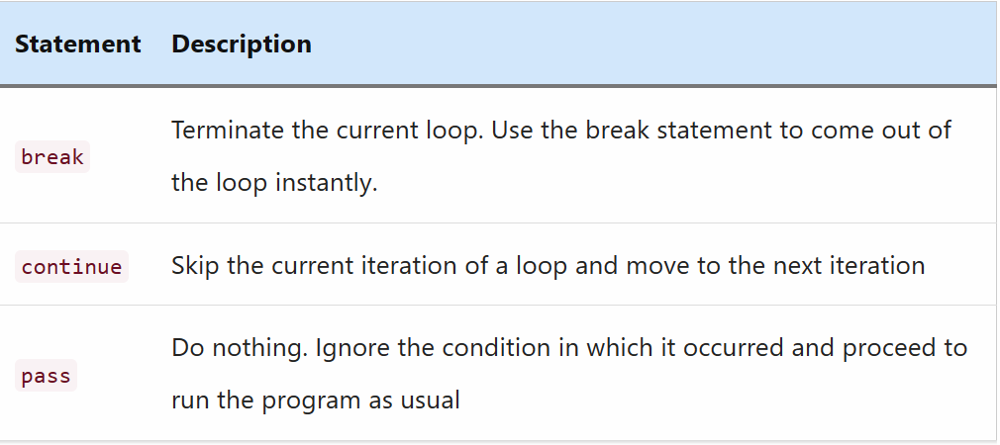 Statement Description
Terminate the current loop. Use the break statement to come out of
break
the loop instantly.
continue Skip the current iteration of a loop and move to the next iteration
Do nothing. Ignore the condition in which it occurred and proceed to
pass
run the program as usual